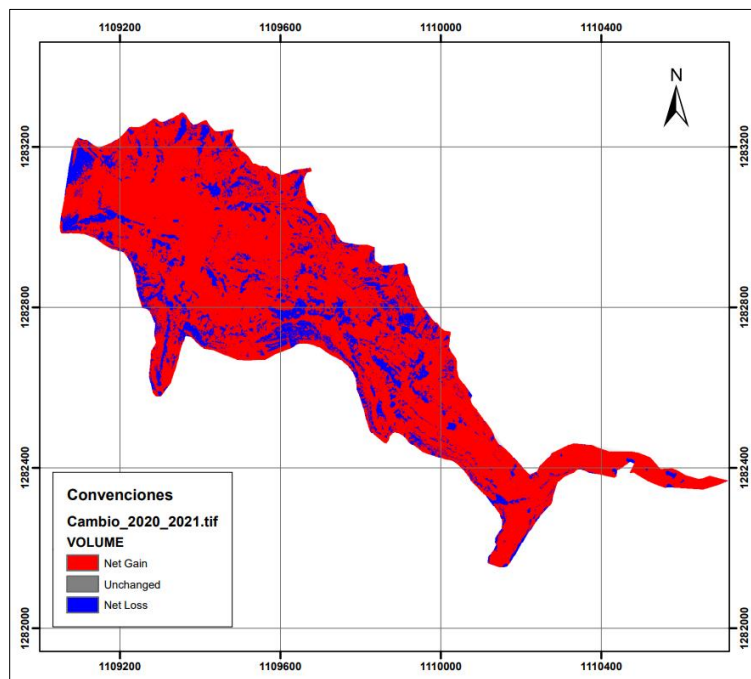 1109200 1109600 1110000 1110400
N
1283200 1283200
1282800 1282800
1282400 1282400
Convenciones
Cambio_2020_2021.tif
VOLUME
Net Gain
Unchanged
Net Loss
1282000 1282000
1109200 1109600 1110000 1110400